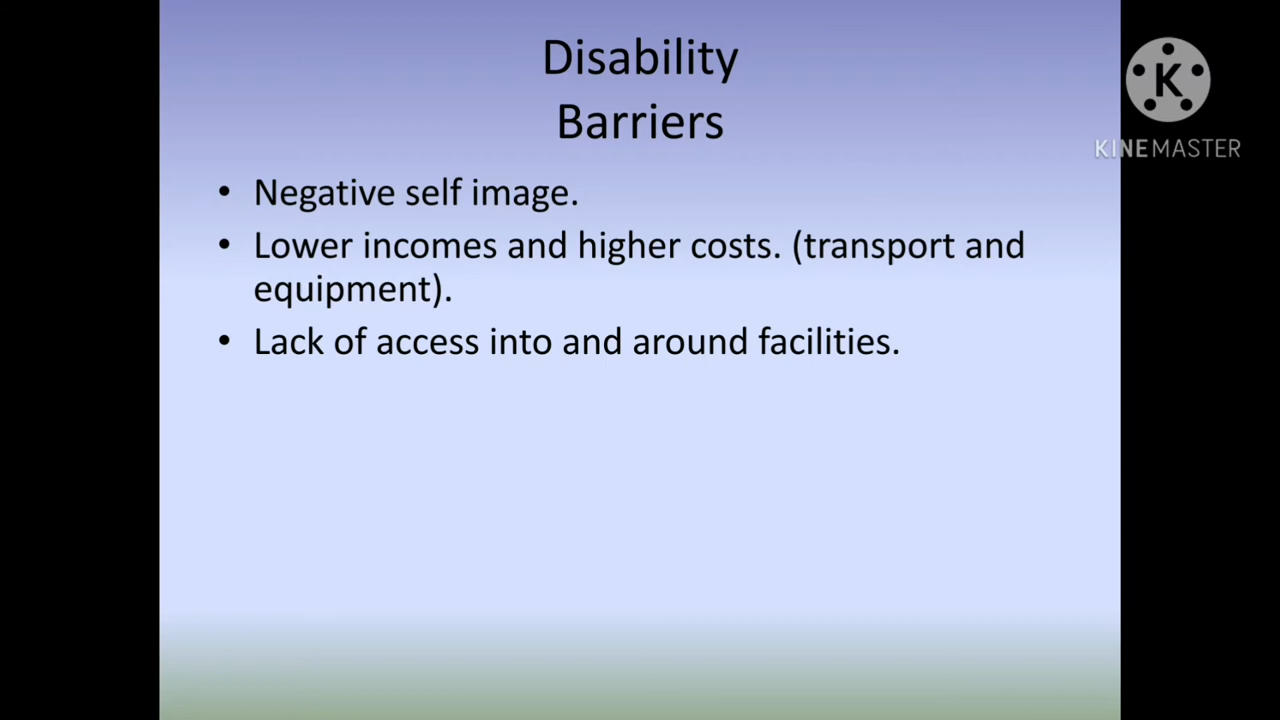 Disability
Barriers
• Negative self image.
• Lower incomes and higher costs. (transport and
equipment).
• Lack of access into and around facilities.
K
KINEMASTER